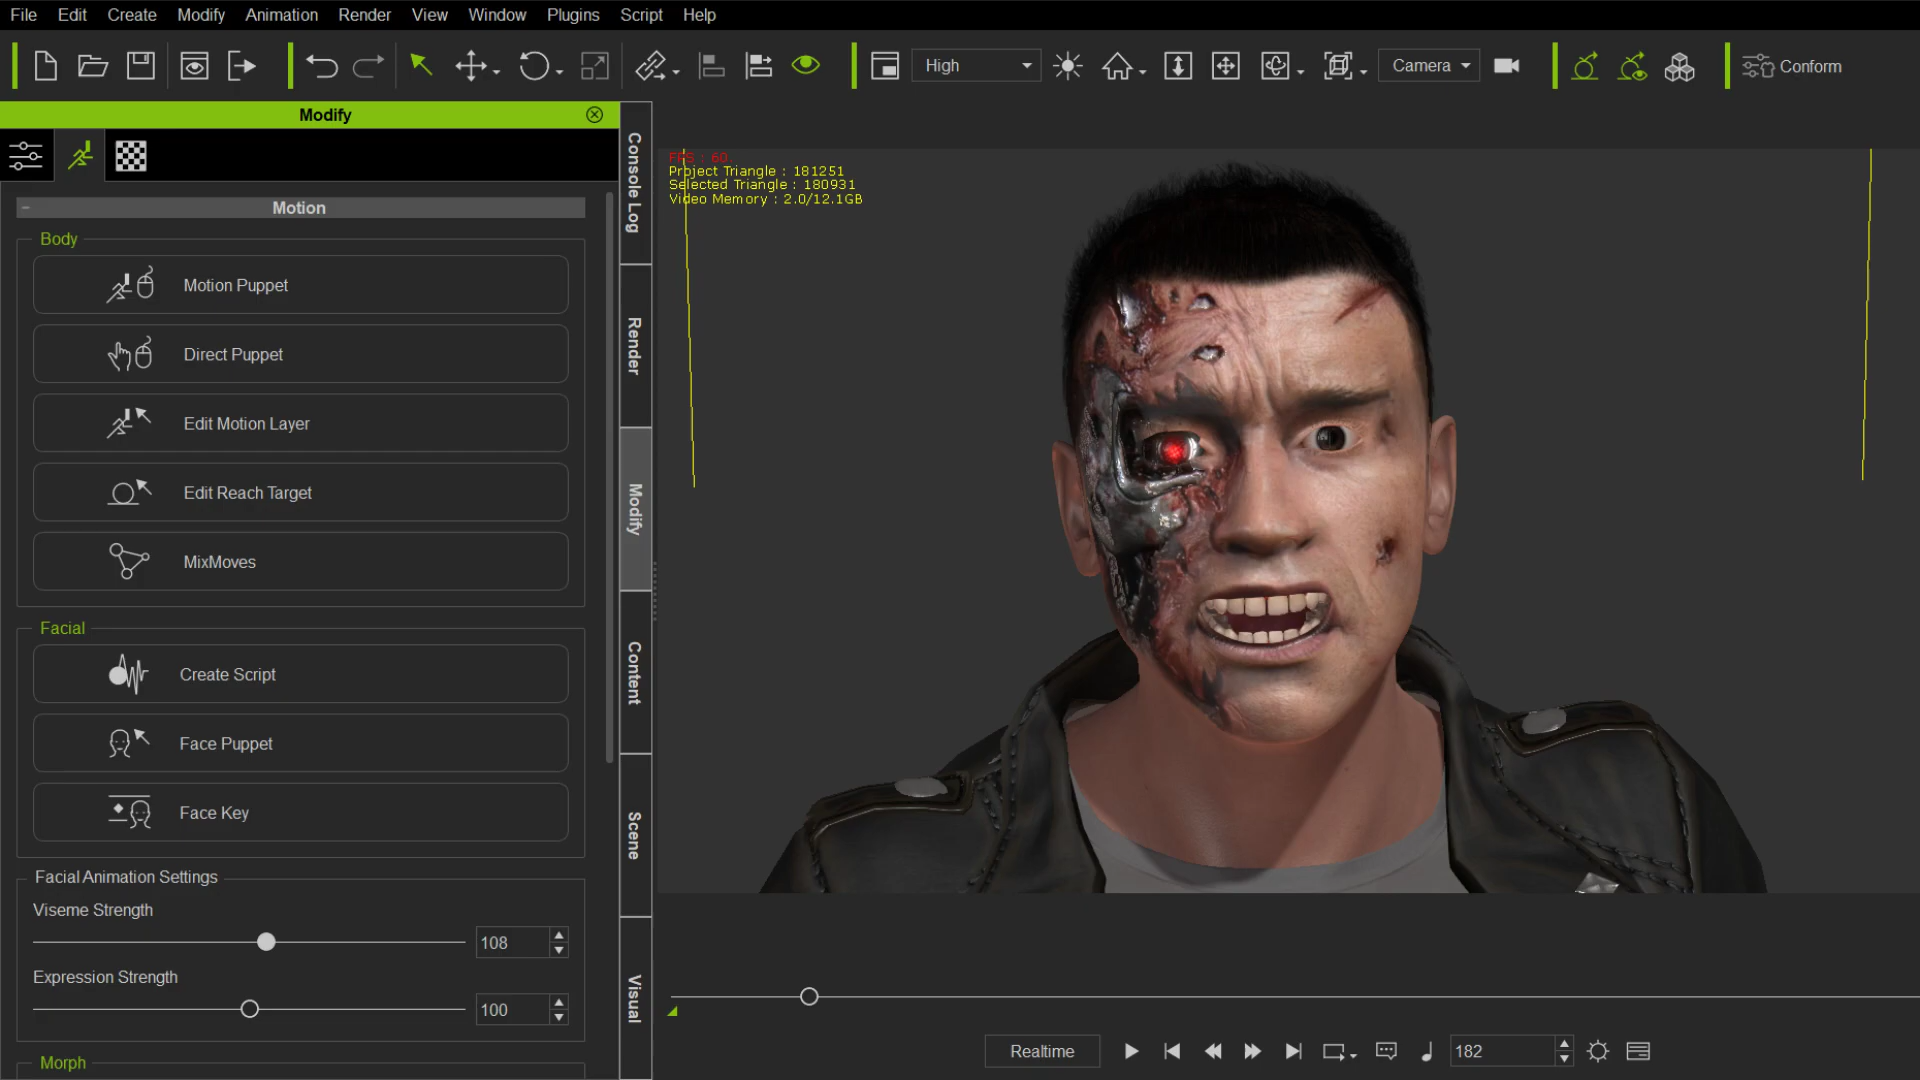 File Edit Create Modify Animation Render View Window Plugins Script Help
High Camera Conform
Modify
Motion
Body
Motion Puppet
Direct Puppet
Edit Motion Layer
Edit Reach Target
MixMoves
Facial
Create Script
Face Puppet
Face Key
Facial Animation Settings
Viseme Strength
108
Expression Strength
100
Morph
Console Log
Render
Modify
Content
Scene
Visual
FPS : 60.
Project Triangle : 181251
Selected Triangle : 180931
Video Memory : 2.0/12.1GB
Realtime 182